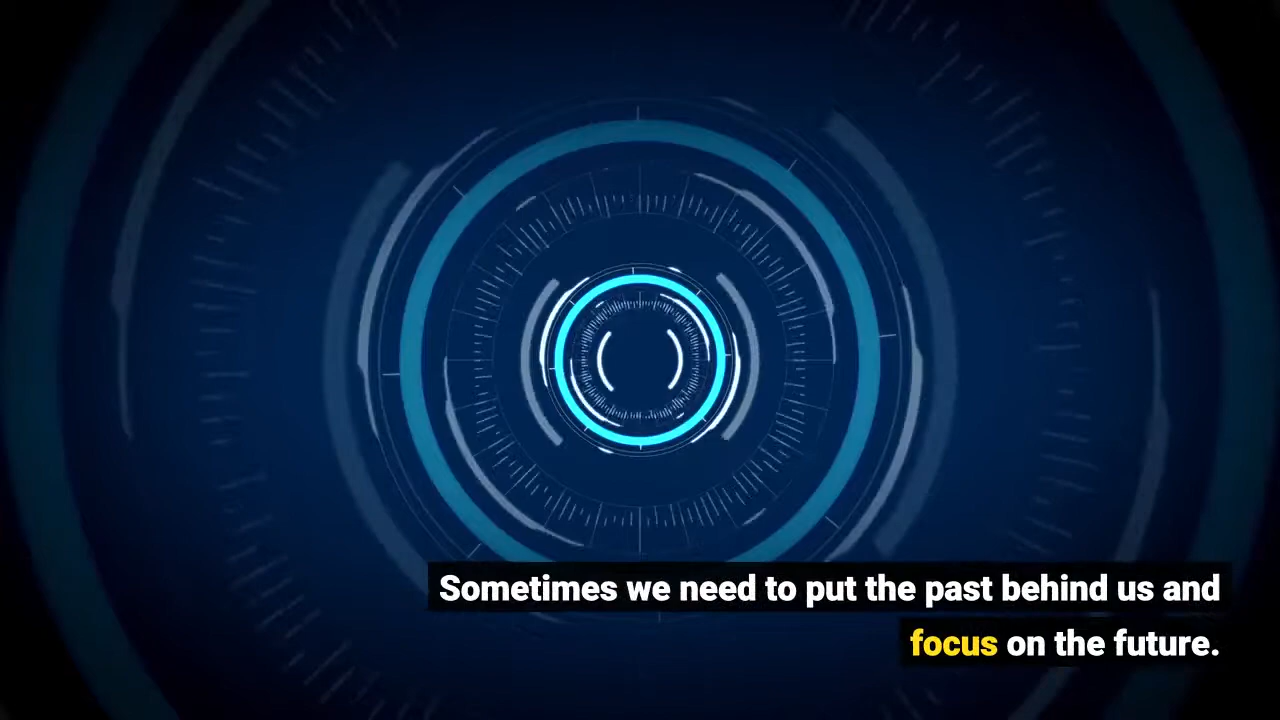 Sometimes we need to put the past behind us and
focus on the future.